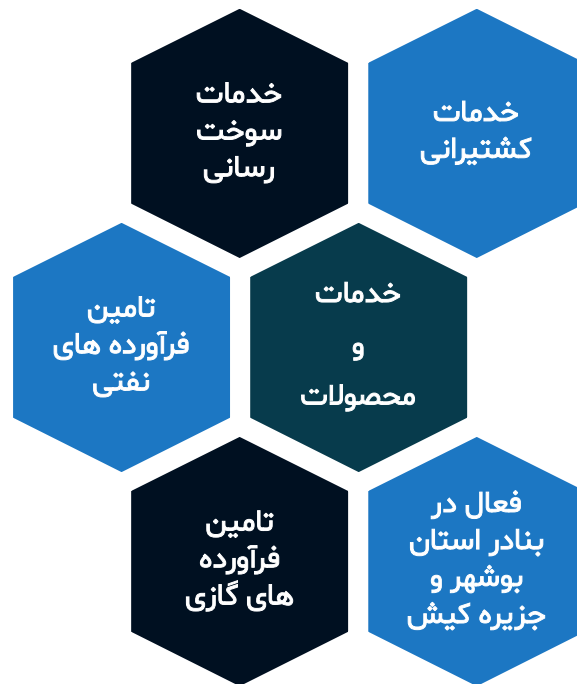 خدمات
کشتیرانی
خدمات
سوخت
رسانی
خدمات
و
محصولات
تامین
فرآورده های
نفتی
فعال در
بنادر استان
بوشهر و
جزیره کیش
تامین
فرآورده
های گازی